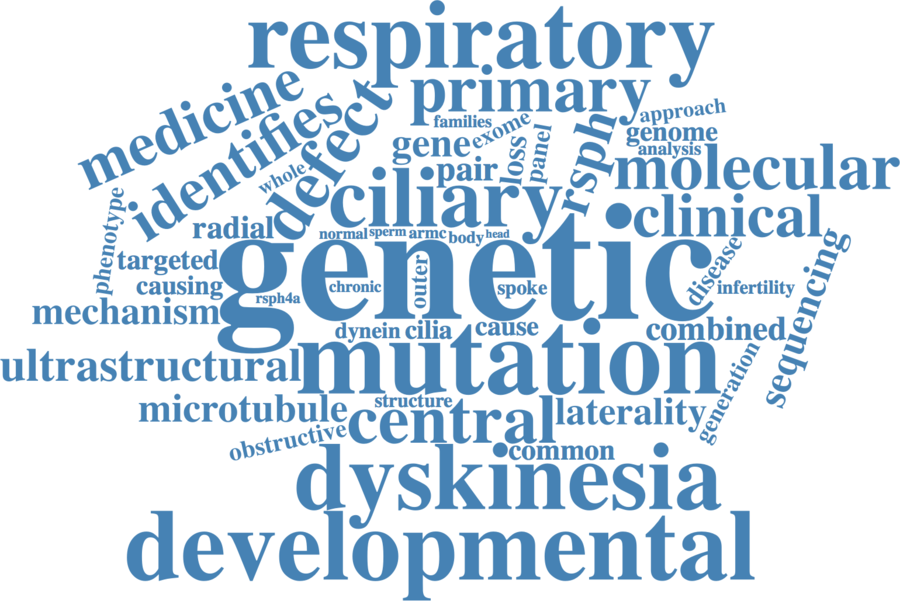 respiratory
primary
medicine
identifies
defect
approach
families
exome
genome
gene
loss
panel
rsph
analysis
whole
pair
molecular
ciliary
phenotype
radial
clinical
normal
sperm
armc
body
head
genetic
targeted
outer
disease
sequencing
causing
chronic
spoke
infertility
rsph4a
mechanism
dynein
cilia
cause
combined
ultrastructural
mutation
generation
microtubule
structure
central
laterality
obstructive
common
dyskinesia
developmental